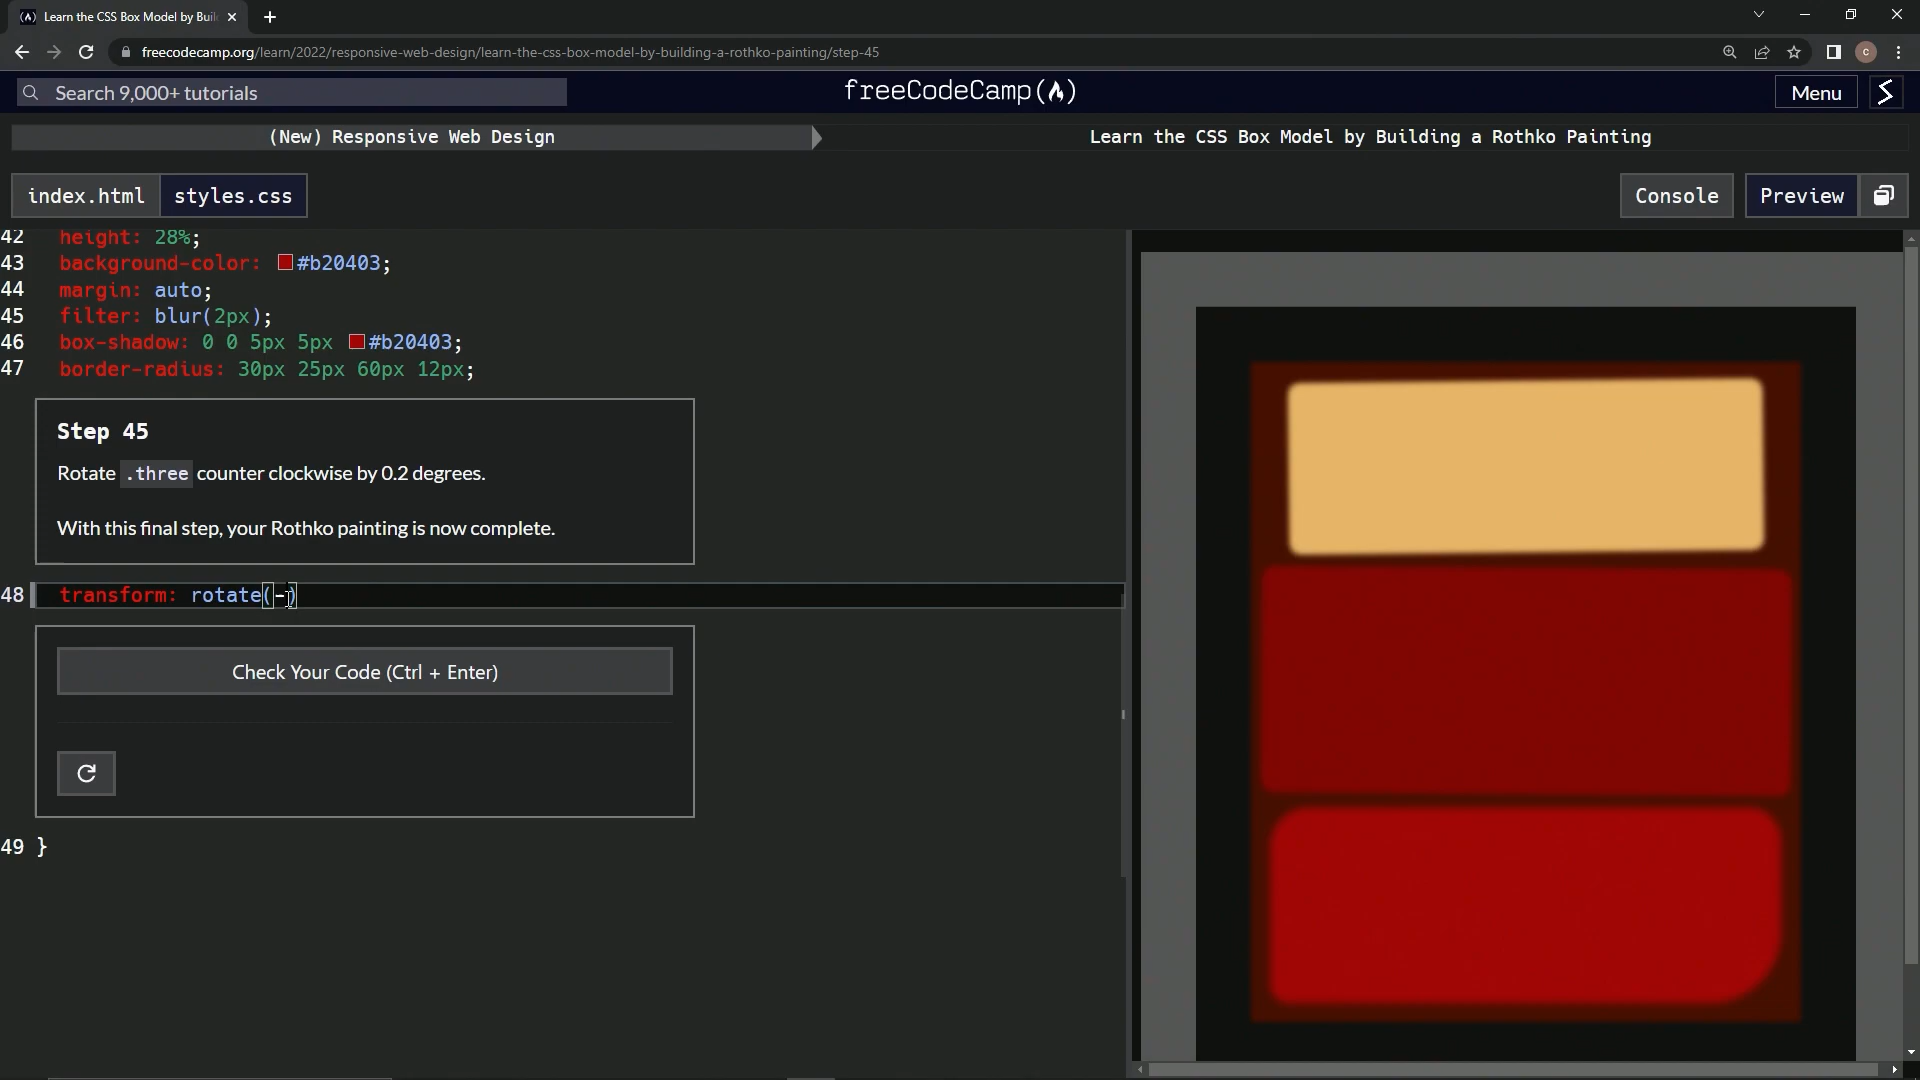 Learn the CSS Box Model by Buil
freecodecamp.org/learn/2022/responsive-web-design/learn-the-css-box-model-by-building-a-rothko-painting/step-45
C
Search 9,000+ tutorials
freeCodeCamp(🔥)
Menu
(New) Responsive Web Design
Learn the CSS Box Model by Building a Rothko Painting
index.html
styles.css
Console
Preview
42 height: 28%;
43 background-color: #b20403;
44 margin: auto;
45 filter: blur(2px);
46 box-shadow: 0 0 5px 5px #b20403;
47 border-radius: 30px 25px 60px 12px;
Step 45
Rotate .three counter clockwise by 0.2 degrees.
With this final step, your Rothko painting is now complete.
48 transform: rotate(-)
Check Your Code (Ctrl + Enter)
49 }